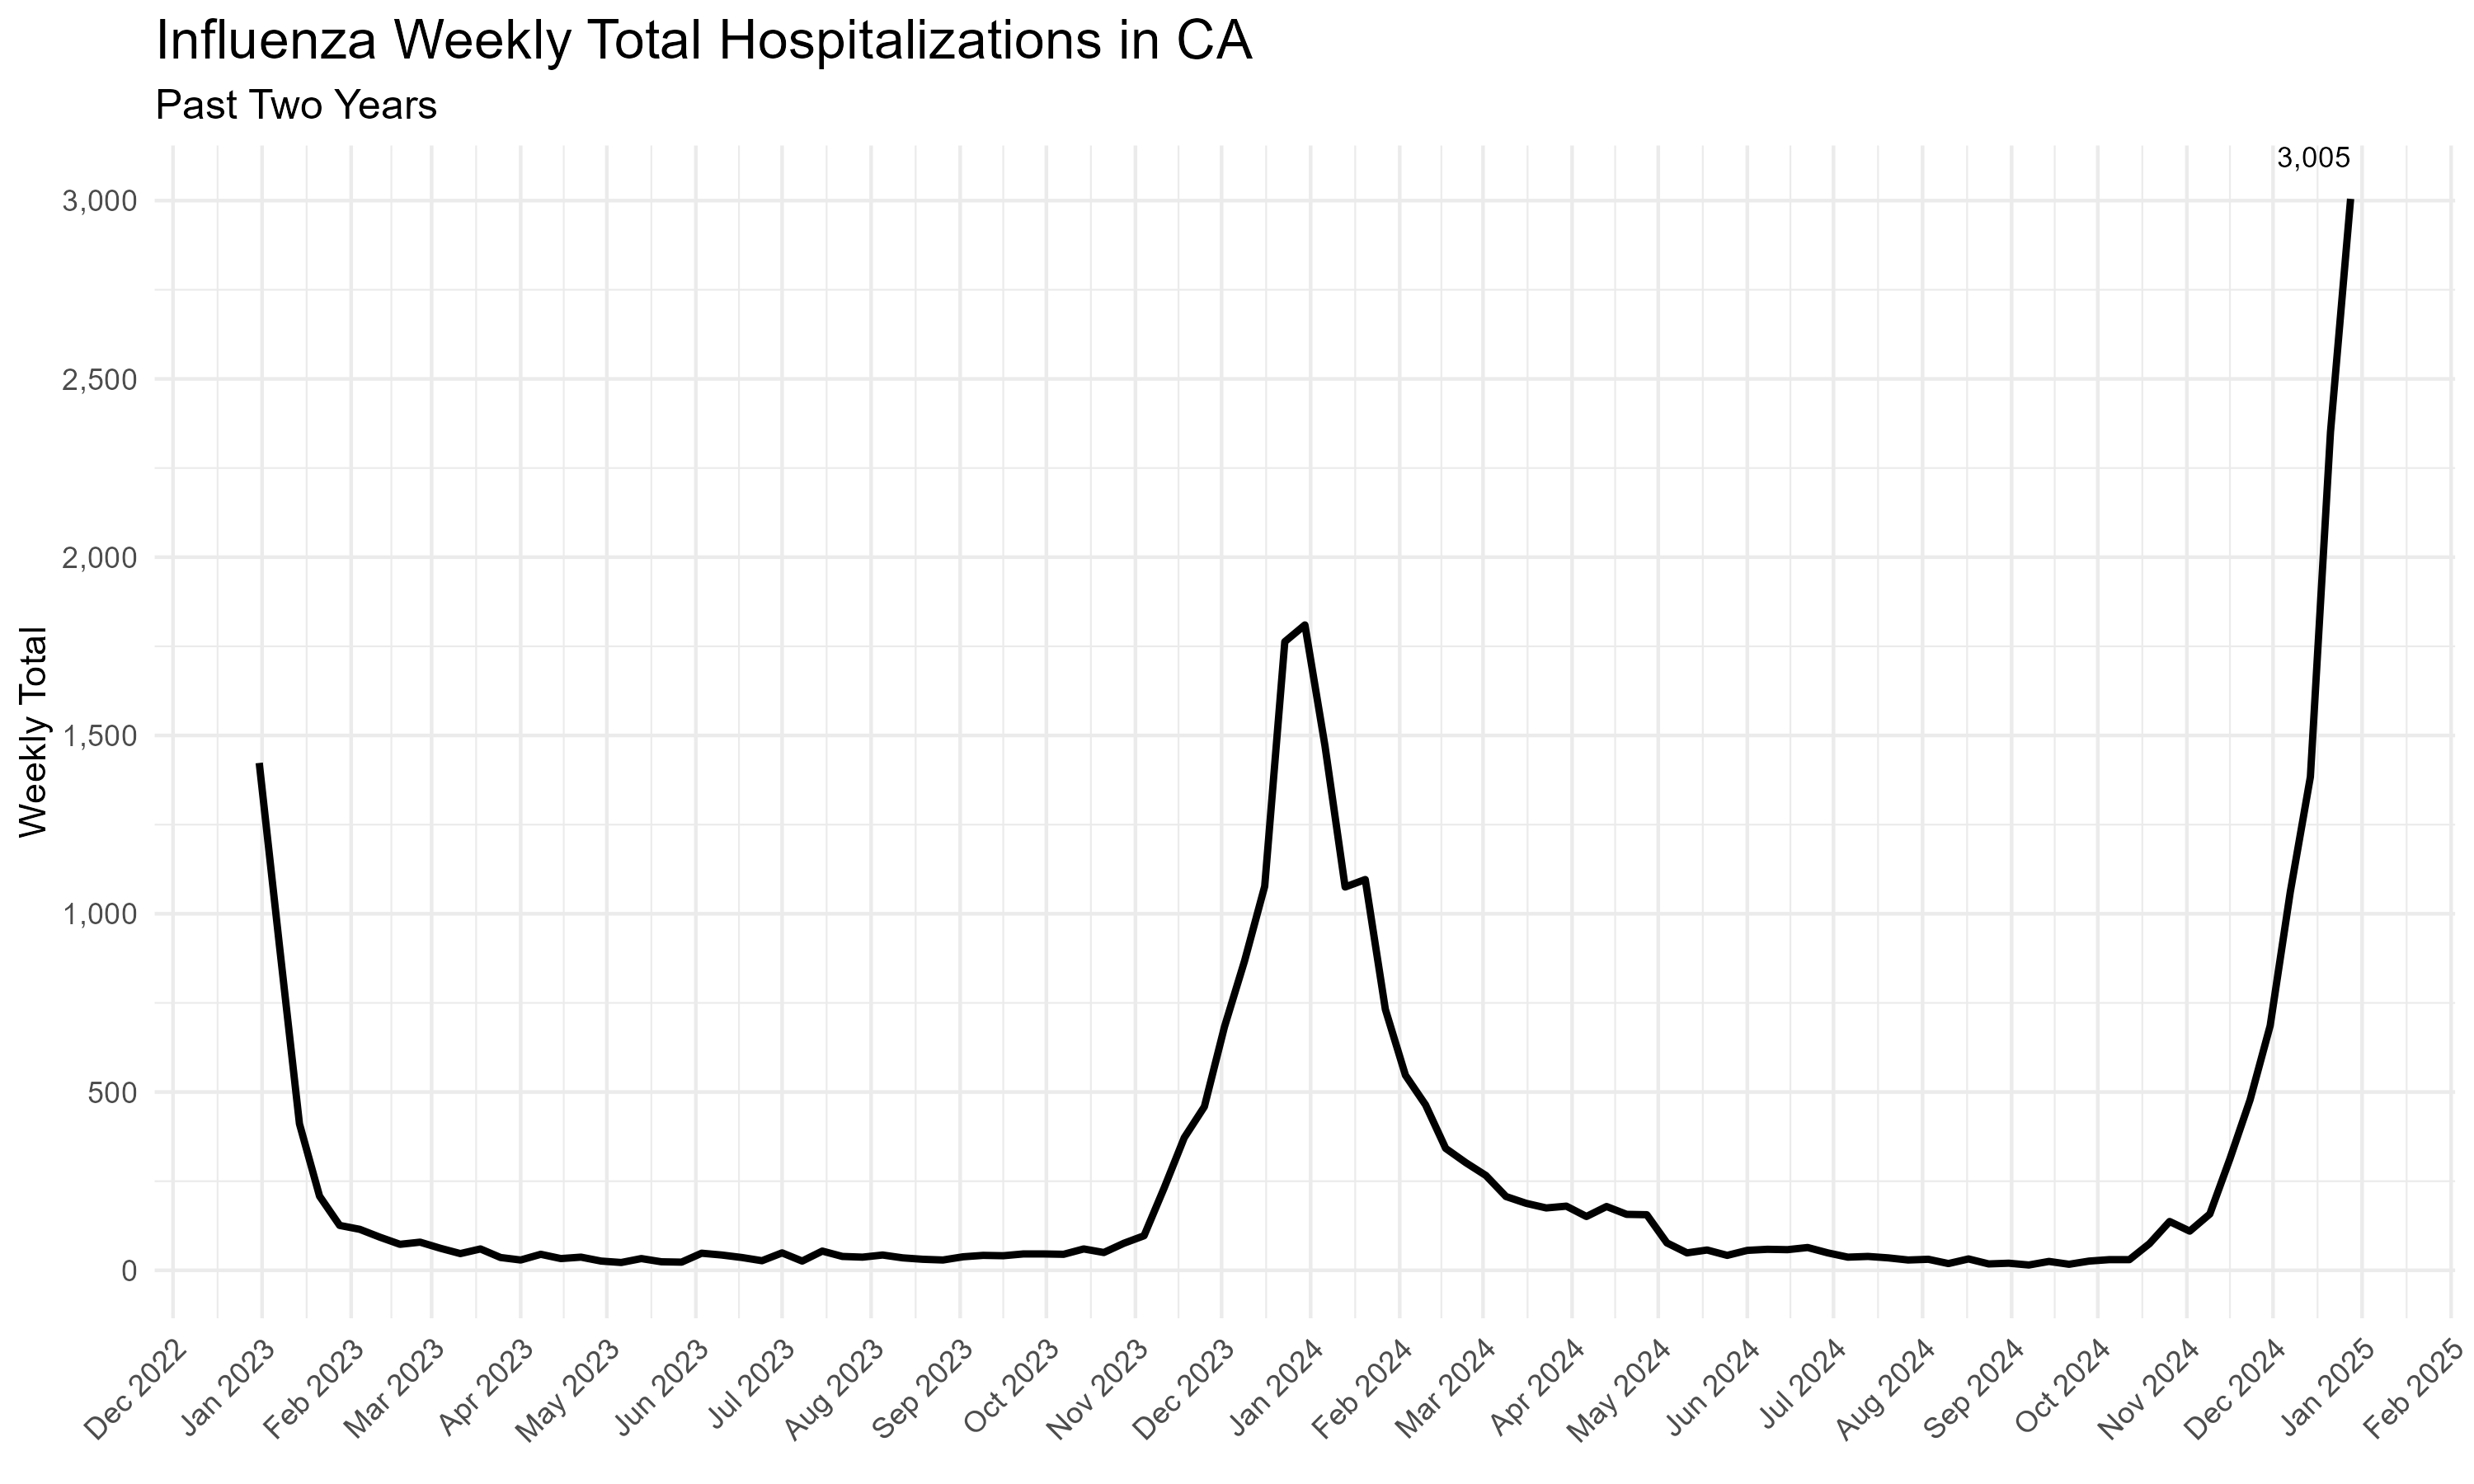 Influenza Weekly Total Hospitalizations in CA
Past Two Years
3,005
3,000
2,500
2,000
1,500
1,000
500
0
Weekly Total
Dec 2022
Jan 2023
Feb 2023
Mar 2023
Apr 2023
May 2023
Jun 2023
Jul 2023
Aug 2023
Sep 2023
Oct 2023
Nov 2023
Dec 2023
Jan 2024
Feb 2024
Mar 2024
Apr 2024
May 2024
Jun 2024
Jul 2024
Aug 2024
Sep 2024
Oct 2024
Nov 2024
Dec 2024
Jan 2025
Feb 2025